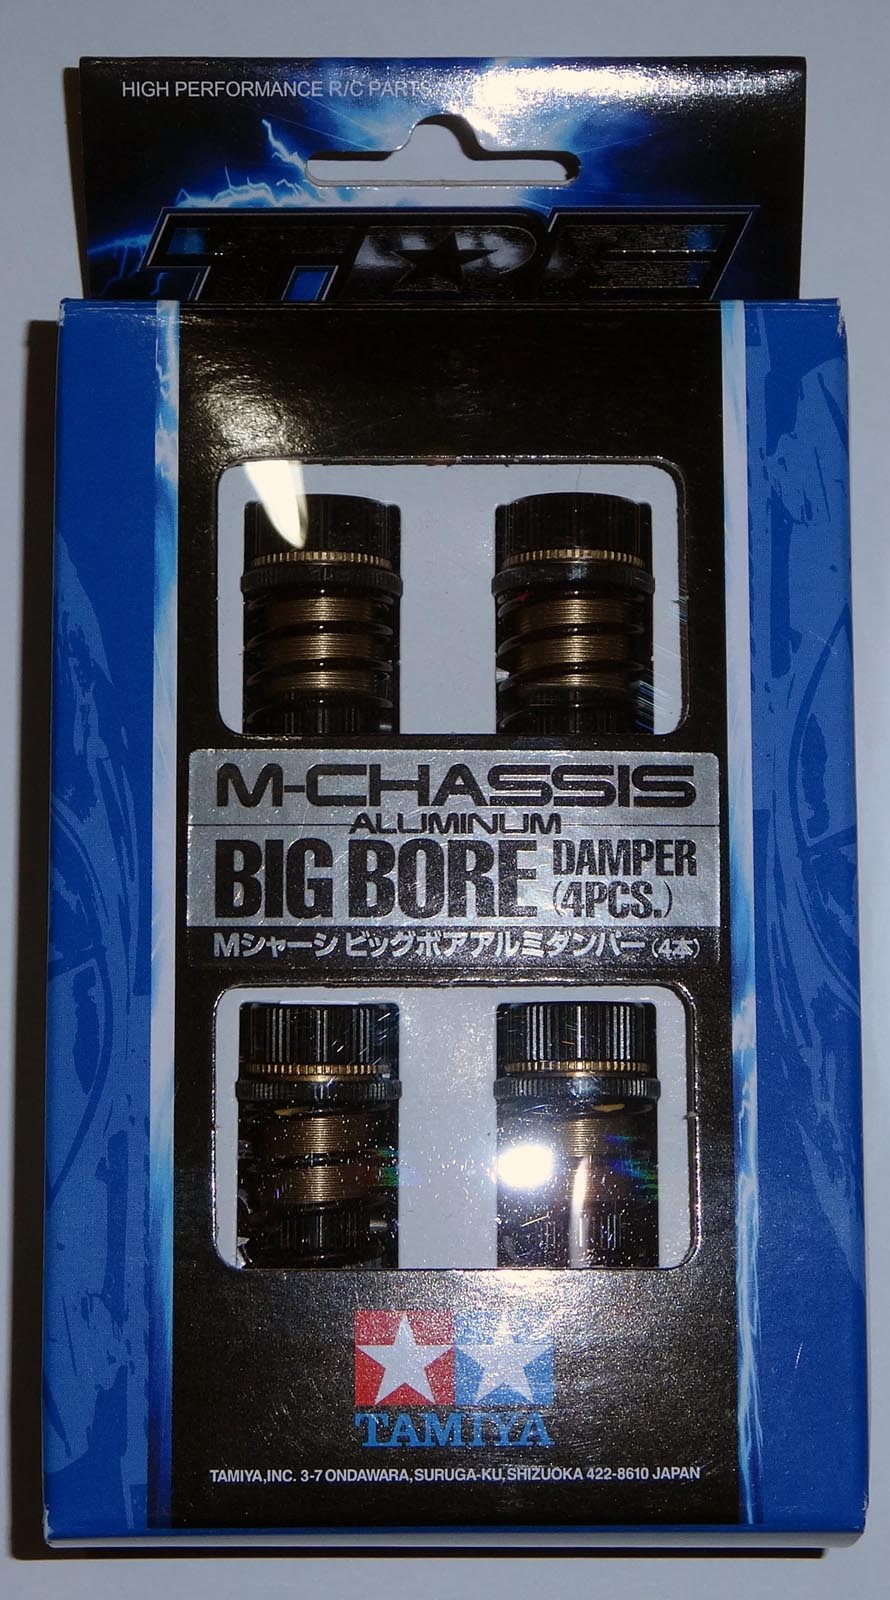 HIGH PERFORMANCE R/C PARTS USERS
M-CHASSIS
ALUMINUM
BIG BORE DAMPER (4PCS.)
Mシャーシ ビッグボアアルミダンパー (4本)
TAMIYA
TAMIYA,INC. 3-7 ONDAWARA,SURUGA-KU,SHIZUOKA 422-8610 JAPAN